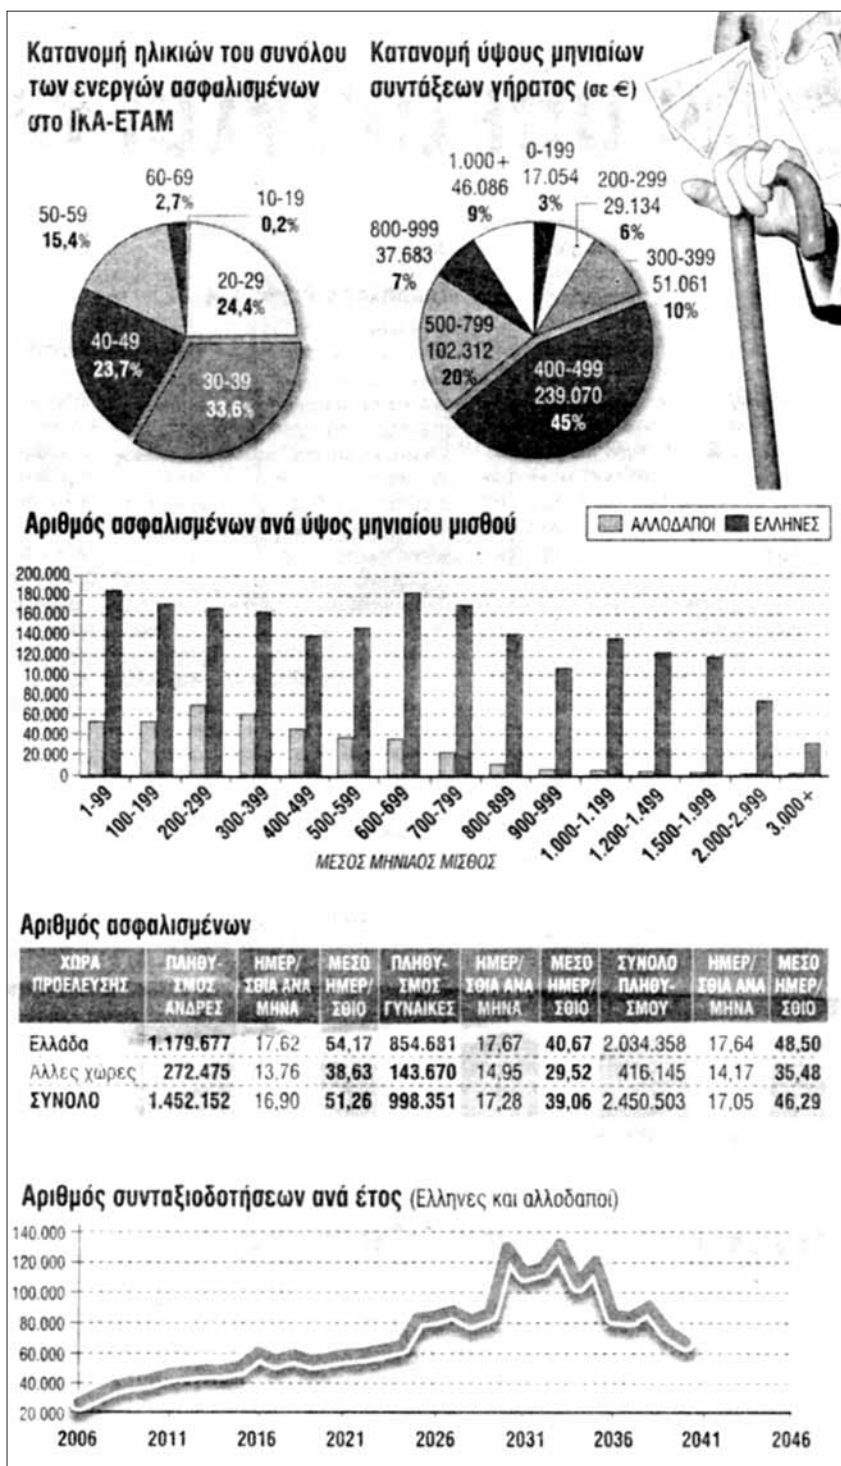 Κατανομή ηλικιών του συνόλου
των ενεργών ασφαλισμένων
στο ΙΚΑ-ΕΤΑΜ
60-69
2,7%
10-19
0,2%
50-59
15,4%
20-29
24,4%
40-49
23,7%
30-39
33,6%
Κατανομή ύψους μηνιαίων
συντάξεων γήρατος (σε €)
1.000+
46.086
9%
0-199
17.054
3%
200-299
29.134
6%
800-999
37.683
7%
300-399
51.061
10%
500-799
102.312
20%
400-499
239.070
45%
Αριθμός ασφαλισμένων ανά ύψος μηνιαίου μισθού
ΑΛΛΟΔΑΠΟΙ ΕΛΛΗΝΕΣ
200.000
180.000
160.000
140.000
120.000
10.000
80.000
60.000
40.000
20.000
0
1-99 100-199 200-299 300-399 400-499 500-599 600-699 700-799 800-899 900-999 1.000-1.199 1.200-1.499 1.500-1.999 2.000-2.999 3.000+
ΜΕΣΟΣ ΜΗΝΙΑΟΣ ΜΙΣΘΟΣ
Αριθμός ασφαλισμένων
ΧΩΡΑ ΠΛΗΘΥ- ΗΜΕΡ/ ΜΕΣΟ ΠΛΗΘΥ- ΗΜΕΡ/ ΜΕΣΟ ΣΥΝΟΛΟ ΗΜΕΡ/ ΜΕΣΟ
ΠΡΟΕΛΕΥΣΗΣ ΣΜΟΣ ΣΘΙΑ ΑΝΑ ΗΜΕΡ/ ΣΜΟΣ ΣΘΙΑ ΑΝΑ ΗΜΕΡ/ ΠΛΗΘΥ- ΣΘΙΑ ΑΝΑ ΗΜΕΡ/
ΑΝΔΡΕΣ ΜΗΝΑ ΣΘΙΟ ΓΥΝΑΙΚΕΣ ΜΗΝΑ ΣΘΙΟ ΣΜΟΥ ΜΗΝΑ ΣΘΙΟ
Ελλάδα 1.179.677 17,62 54,17 854.681 17,67 40,67 2.034.358 17,64 48,50
Άλλες χώρες 272.475 13,76 38,63 143.670 14,95 29,52 416.145 14,17 35,48
ΣΥΝΟΛΟ 1.452.152 16,90 51,26 998.351 17,28 39,06 2.450.503 17,05 46,29
Αριθμός συνταξιοδοτήσεων ανά έτος (Ελληνες και αλλοδαποί)
140.000
120.000
100.000
80.000
60.000
40.000
20.000
2006 2011 2016 2021 2026 2031 2036 2041 2046